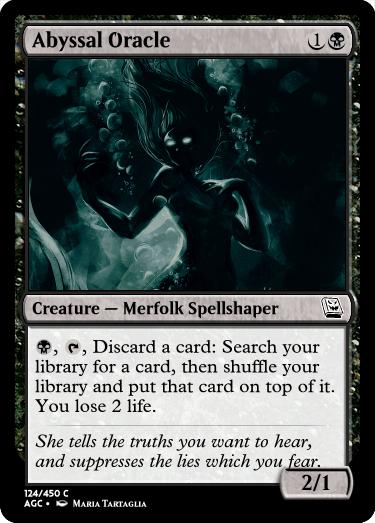 Abyssal Oracle 1
Creature — Merfolk Spellshaper
, , Discard a card: Search your
library for a card, then shuffle your
library and put that card on top of it.
You lose 2 life.
She tells the truths you want to hear,
and suppresses the lies which you fear.
2/1
124/450 C
AGC • Maria Tartaglia